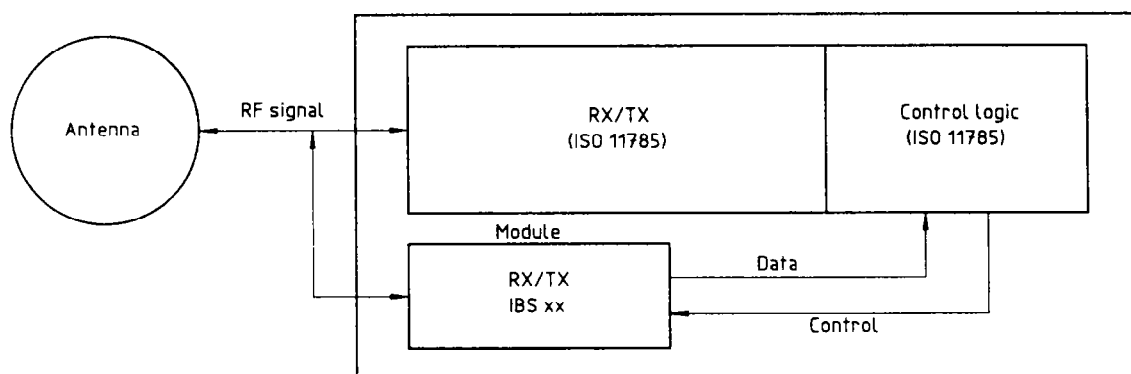 Antenna
RF signal
RX/TX
(ISO 11785)
Control logic
(ISO 11785)
Module
RX/TX
IBS xx
Data
Control